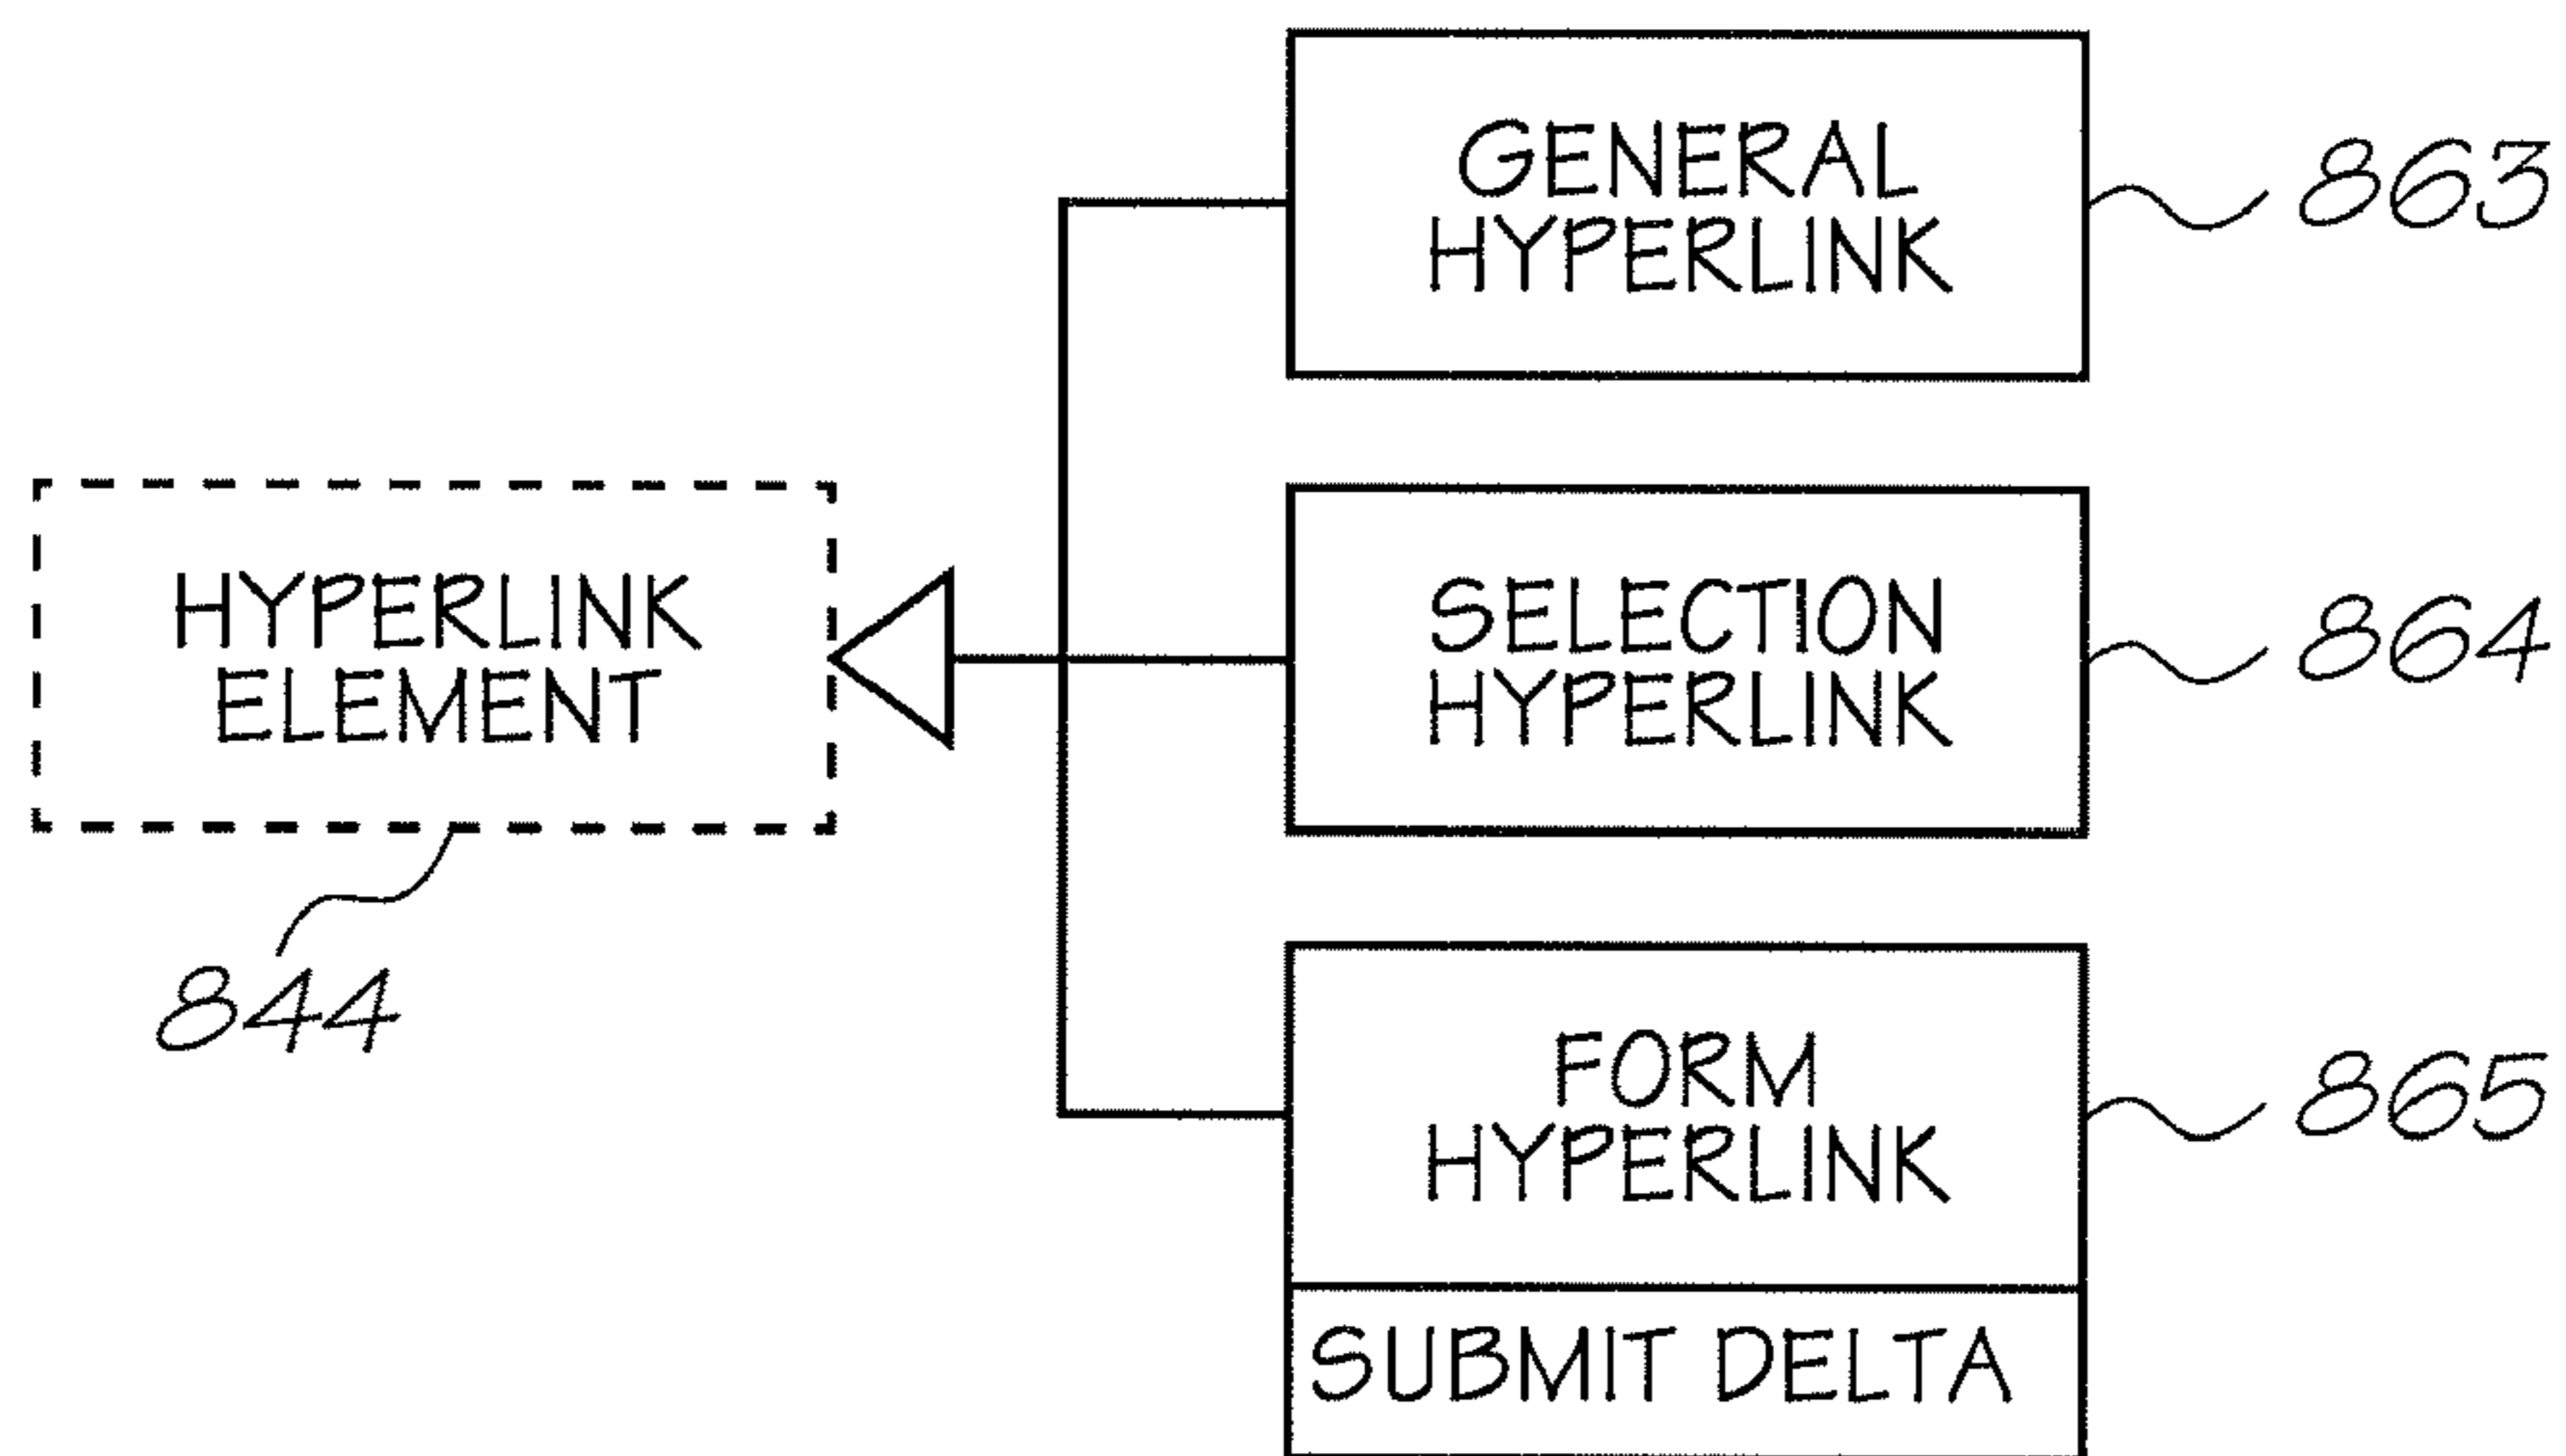 GENERAL
HYPERLINK
863
HYPERLINK
ELEMENT
844
SELECTION
HYPERLINK
864
FORM
HYPERLINK
865
SUBMIT DELTA